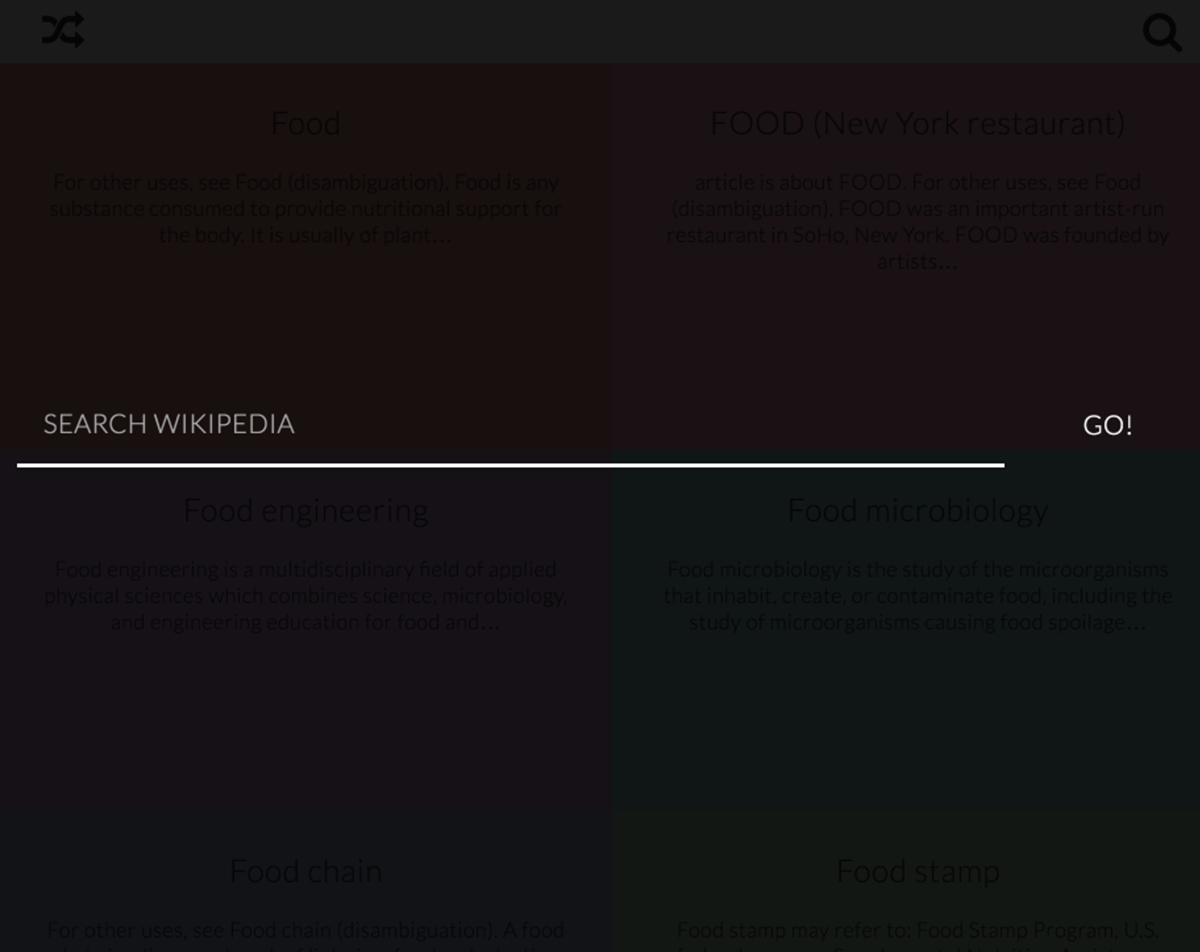 Food
For other uses, see Food (disambiguation). Food is any
substance consumed to provide nutritional support for
the body. It is usually of plant…
FOOD (New York restaurant)
article is about FOOD. For other uses, see Food
(disambiguation). FOOD was an important artist-run
restaurant in SoHo, New York. FOOD was founded by
artists…
SEARCH WIKIPEDIA
GO!
Food engineering
Food engineering is a multidisciplinary field of applied
physical sciences which combines science, microbiology,
and engineering education for food and…
Food microbiology
Food microbiology is the study of the microorganisms
that inhabit, create, or contaminate food, including the
study of microorganisms causing food spoilage…
Food chain
For other uses, see Food chain (disambiguation). A food
Food stamp
Food stamp may refer to: Food Stamp Program, U.S.